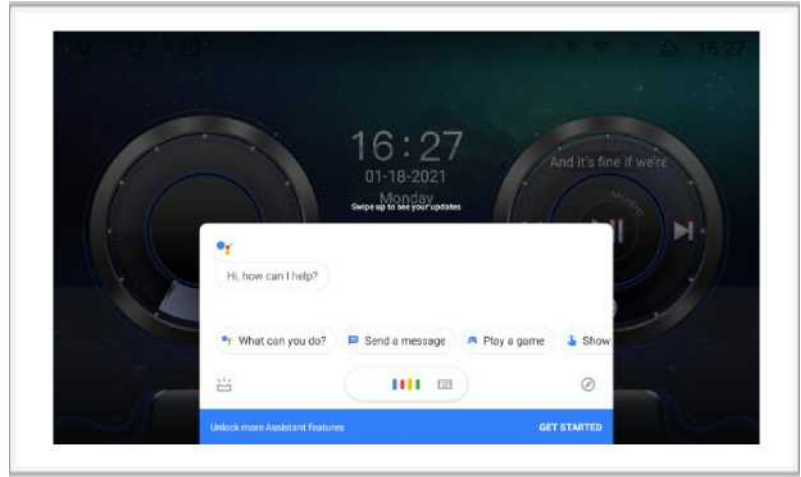 16:27
16:27
01-18-2021
Monday
Swipe up to see your updates
And it's fine if we're
Hi, how can I help?
What can you do?
Send a message
Play a game
Show
Unlock more Assistant features
GET STARTED